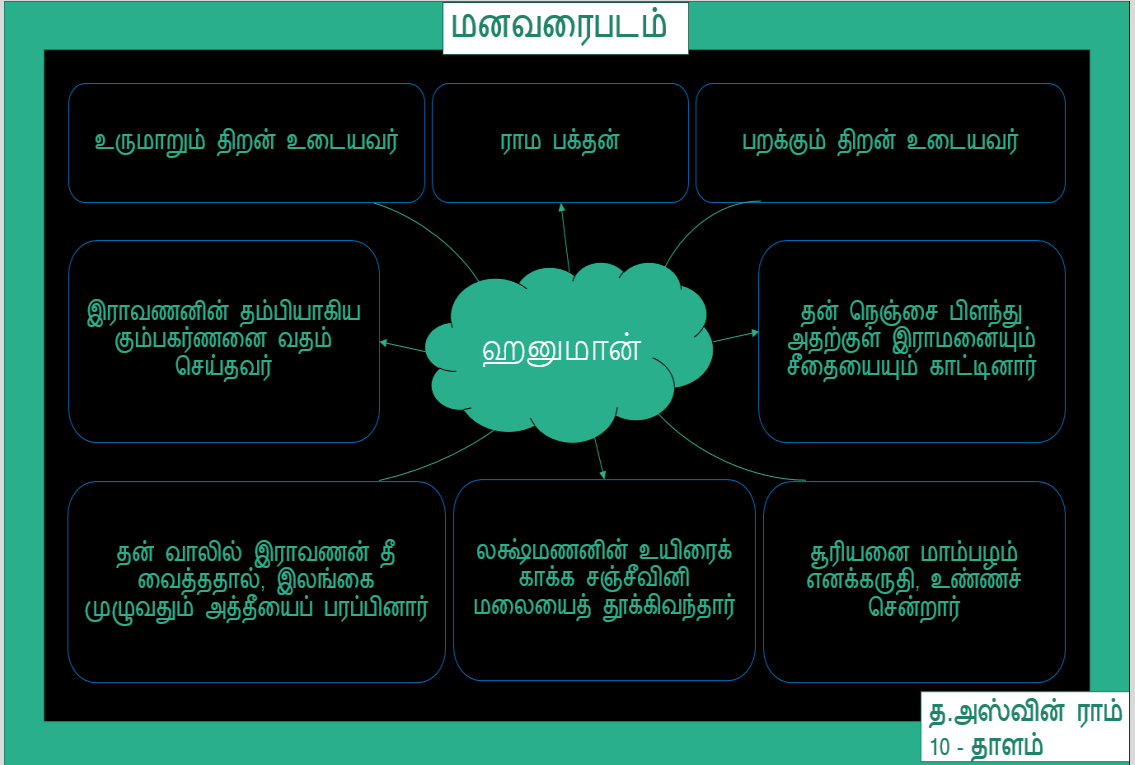 மனவரைபடம்
உருமாறும் திறன் உடையவர்
ராம பக்தன்
பறக்கும் திறன் உடையவர்
இராவணனின் தம்பியாகிய
கும்பகர்ணனை வதம்
செய்தவர்
ஹனுமான்
தன் நெஞ்சை பிளந்து
அதற்குள் இராமனையும்
சீதையையும் காட்டினார்
தன் வாலில் இராவணன் தீ
வைத்ததால், இலங்கை
முழுவதும் அத்தீயைப் பரப்பினார்
லக்ஷ்மணனின் உயிரைக்
காக்க சஞ்சீவினி
மலையைத் தூக்கிவந்தார்
சூரியனை மாம்பழம்
எனக்கருதி, உண்ணச்
சென்றார்
த.அஸ்வின் ராம்
10 - தாளம்